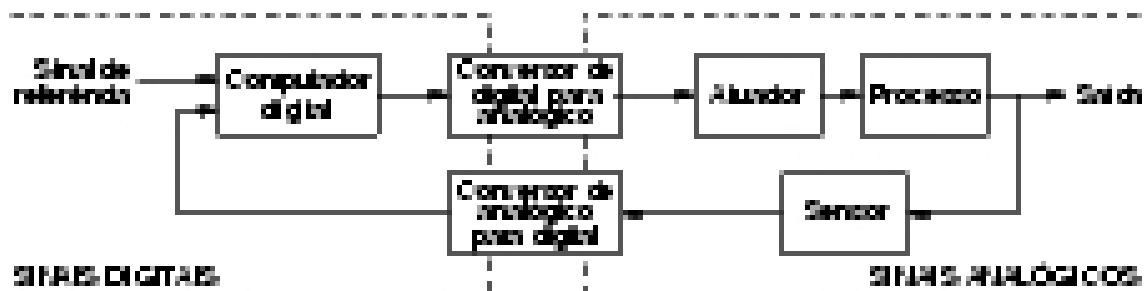 Sinal de
referência
Computador
digital
Conversor de
digital para
analógico
Atuador
Processo
Saída
Conversor de
analógico
para digital
Sensor
SINAIS DIGITAIS
SINAIS ANALÓGICOS